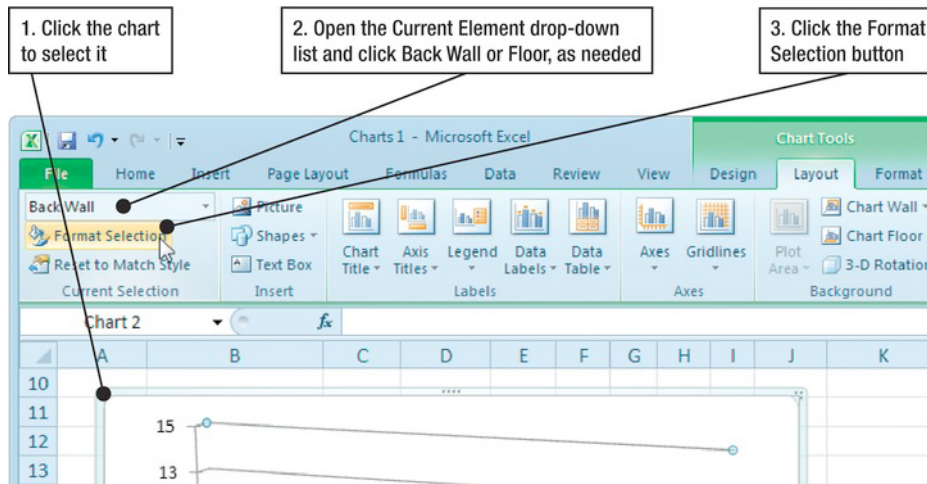 1. Click the chart
to select it
2. Open the Current Element drop-down
list and click Back Wall or Floor, as needed
3. Click the Format
Selection button
Charts 1 - Microsoft Excel
Chart Tools
File Home Insert Page Layout Formulas Data Review View Design Layout Format
Back Wall
Format Selection
Reset to Match Style
Current Selection
Picture
Shapes
Text Box
Insert
Chart
Title
Axis
Titles
Legend
Data
Labels
Data
Table
Labels
Axes
Gridlines
Axes
Plot
Area
Chart Wall
Chart Floor
3-D Rotation
Background
Chart 2
fx
A B C D E F G H I J K
10
11
12
13
15
13